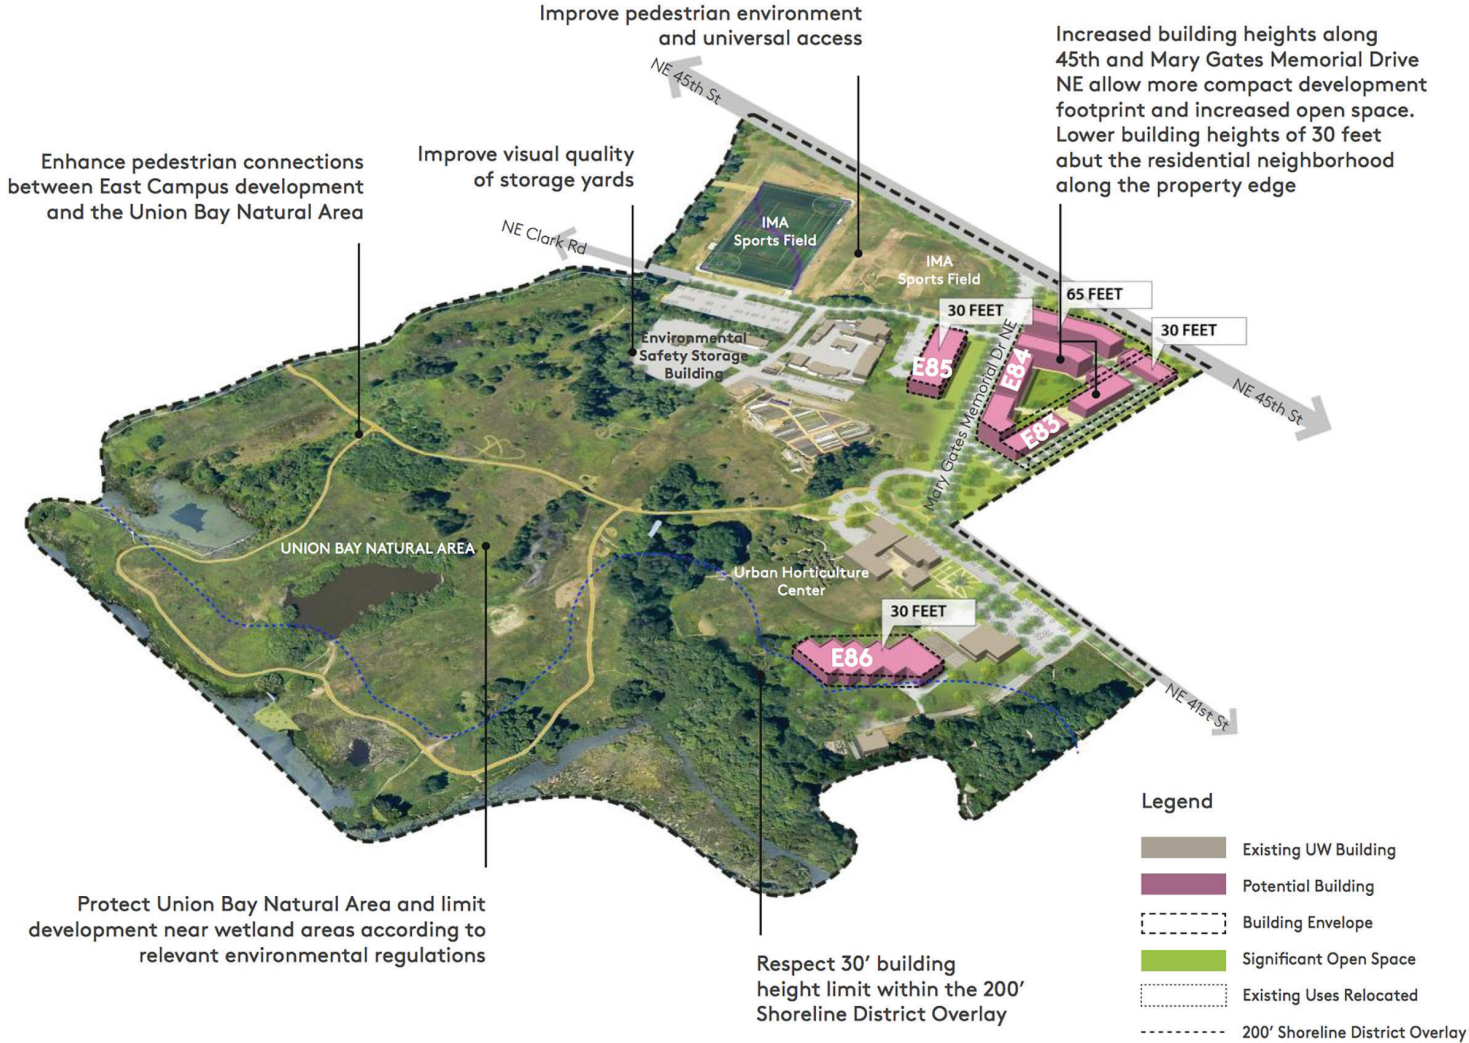 Improve pedestrian environment
and universal access
Increased building heights along
45th and Mary Gates Memorial Drive
NE allow more compact development
footprint and increased open space.
Lower building heights of 30 feet
abut the residential neighborhood
along the property edge
NE 45th St
Improve visual quality
of storage yards
Enhance pedestrian connections
between East Campus development
and the Union Bay Natural Area
NE Clark Rd
IMA
Sports Field
IMA
Sports Field
65 FEET
30 FEET
30 FEET
Environmental
Safety Storage
Building
E85
E84
Mary Gates Memorial Dr NE
E83
NE 45th St
UNION BAY NATURAL AREA
Urban Horticulture
Center
30 FEET
E86
NE 41st St
Protect Union Bay Natural Area and limit
development near wetland areas according to
relevant environmental regulations
Respect 30’ building
height limit within the 200’
Shoreline District Overlay
Legend
Existing UW Building
Potential Building
Building Envelope
Significant Open Space
Existing Uses Relocated
200’ Shoreline District Overlay